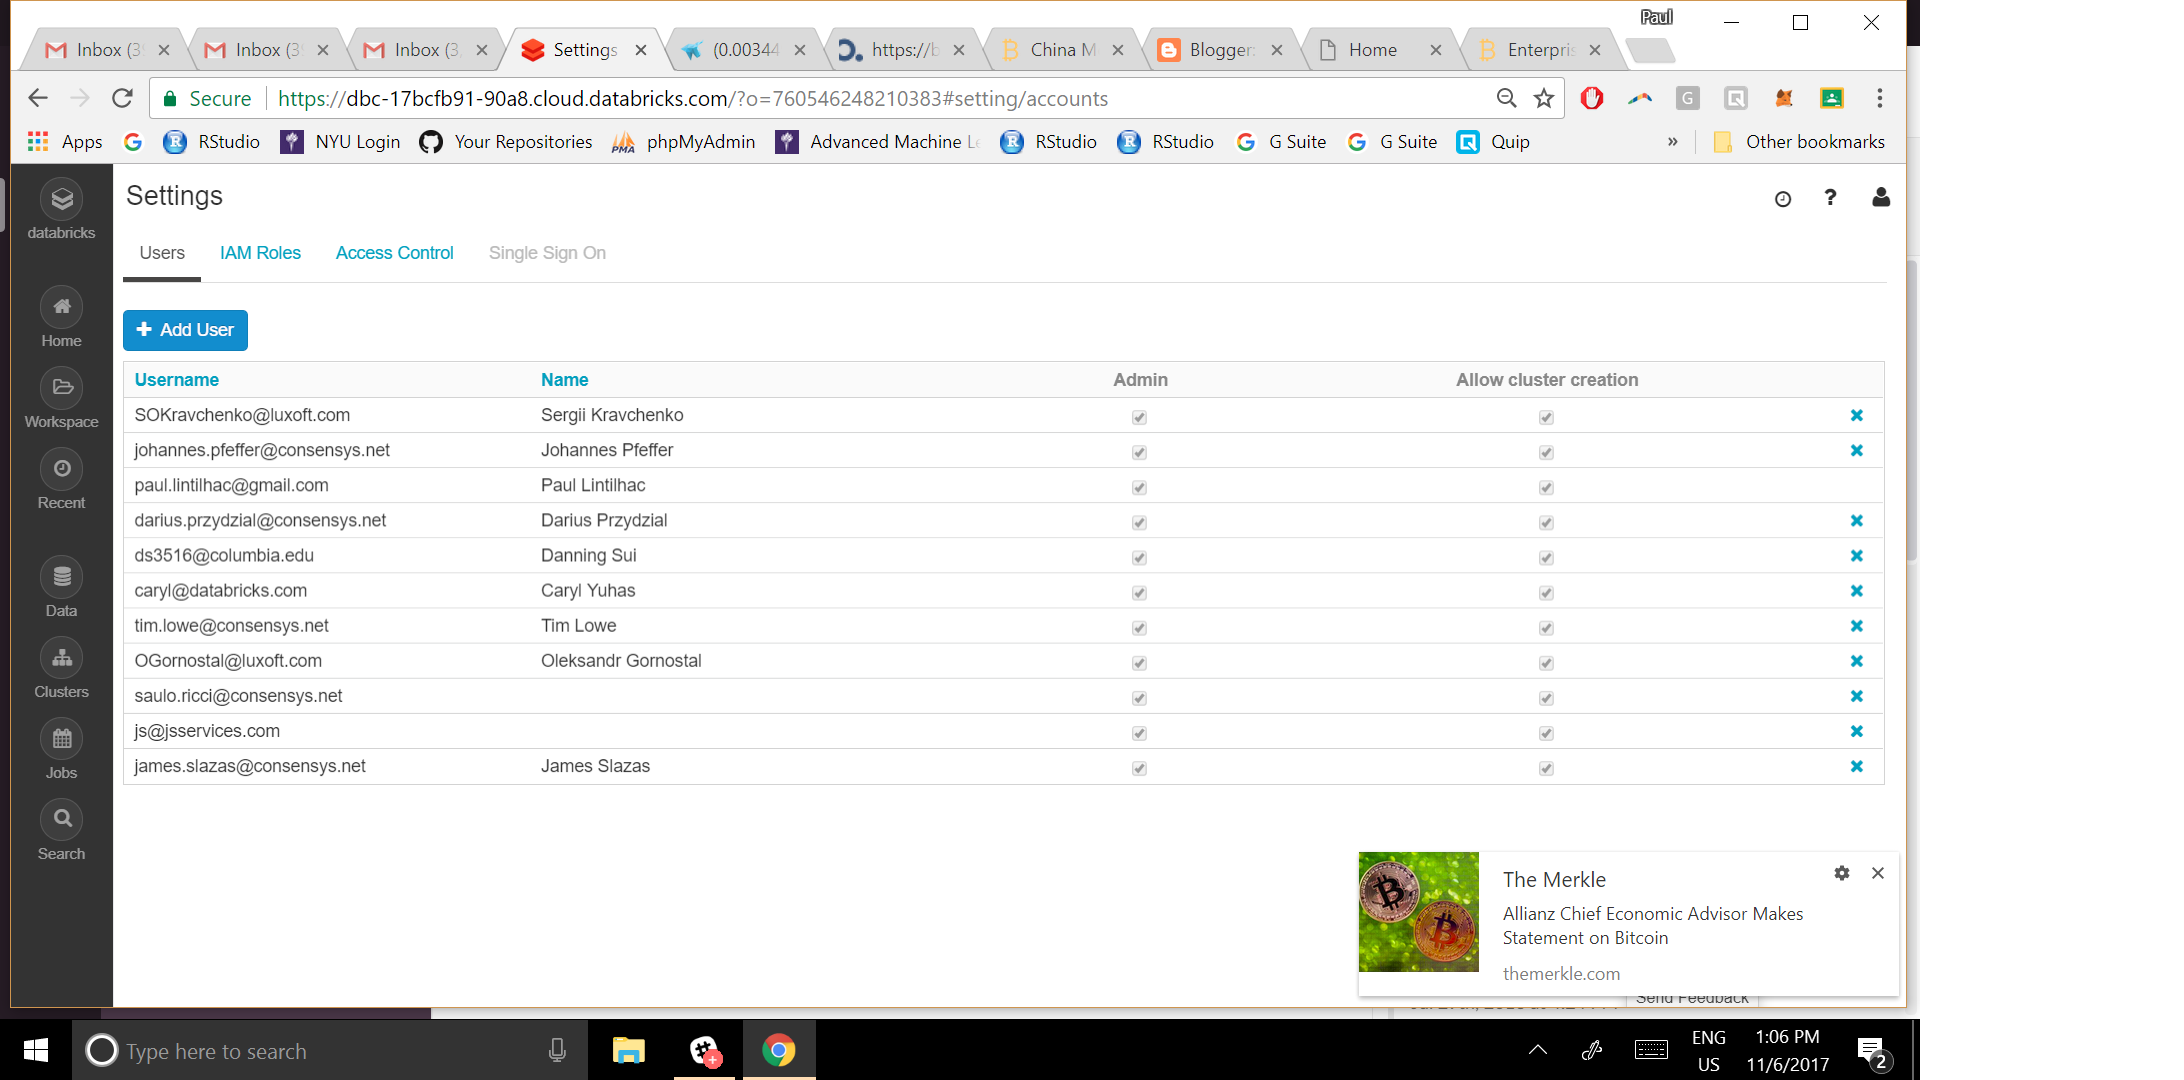 Paul
Inbox (39
Inbox (39
Inbox (3,
Settings
(0.00344
https://b
China M
Blogger:
Home
Enterpris
Secure https://dbc-17bcfb91-90a8.cloud.databricks.com/?o=760546248210383#setting/accounts
Apps RStudio NYU Login Your Repositories phpMyAdmin Advanced Machine Le RStudio RStudio G Suite G Suite Quip » Other bookmarks
databricks
Home
Workspace
Recent
Data
Clusters
Jobs
Search
Settings
Users IAM Roles Access Control Single Sign On
+ Add User
Username Name Admin Allow cluster creation
SOKravchenko@luxoft.com Sergii Kravchenko
johannes.pfeffer@consensys.net Johannes Pfeffer
paul.lintilhac@gmail.com Paul Lintilhac
darius.przydzial@consensys.net Darius Przydzial
ds3516@columbia.edu Danning Sui
caryl@databricks.com Caryl Yuhas
tim.lowe@consensys.net Tim Lowe
OGornostal@luxoft.com Oleksandr Gornostal
saulo.ricci@consensys.net
js@jsservices.com
james.slazas@consensys.net James Slazas
The Merkle
Allianz Chief Economic Advisor Makes
Statement on Bitcoin
themerkle.com
Send Feedback
Type here to search
ENG
US
1:06 PM
11/6/2017
2